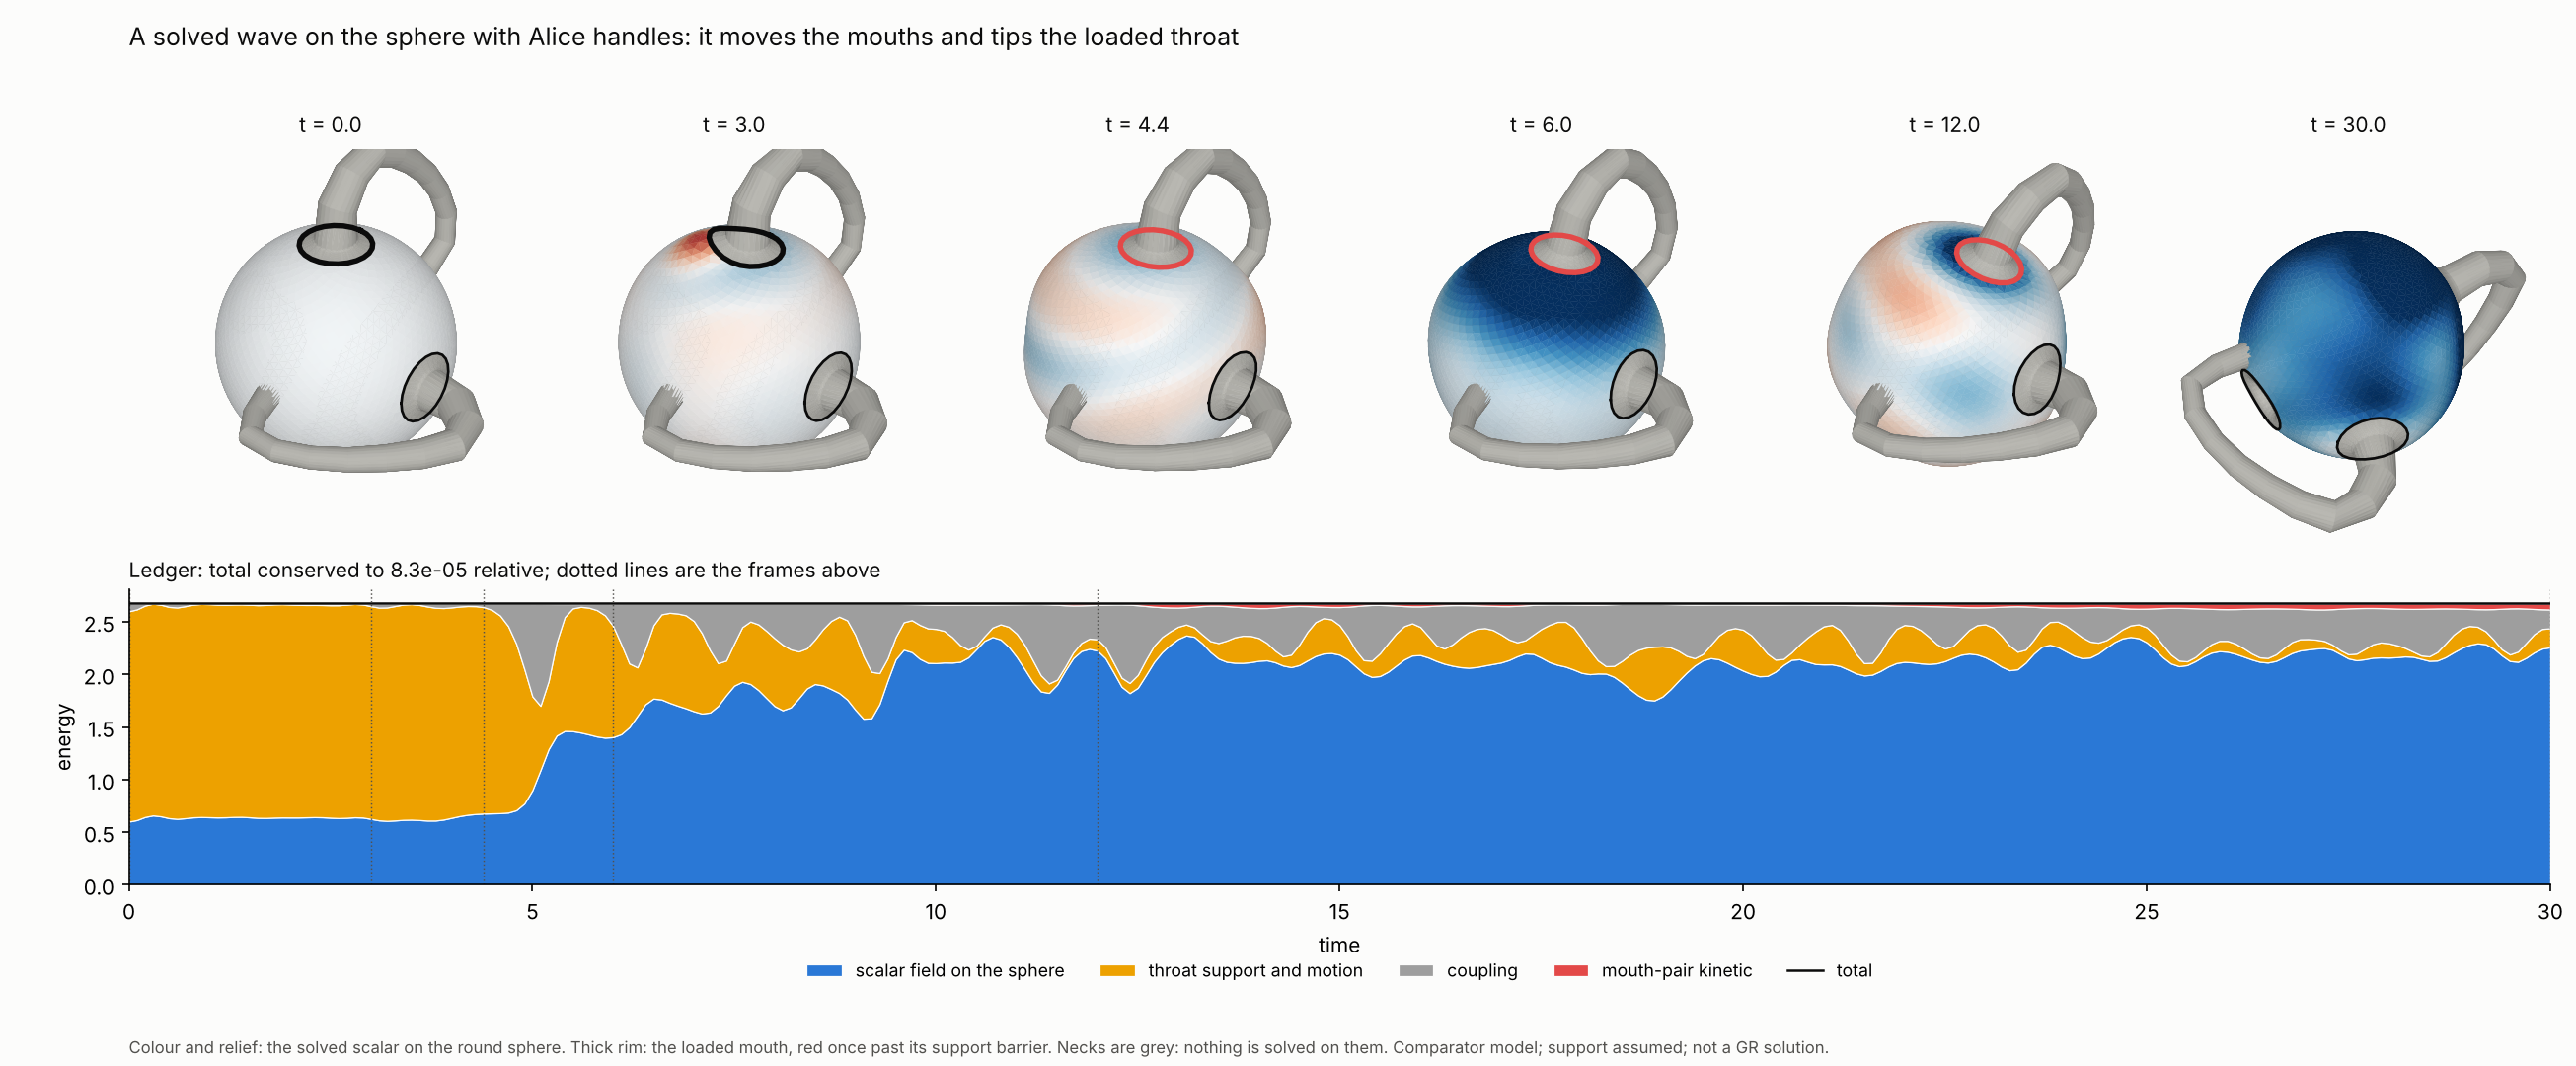 A solved wave on the sphere with Alice handles: it moves the mouths and tips the loaded throat
t = 0.0
t = 3.0
t = 4.4
t = 6.0
t = 12.0
t = 30.0
Ledger: total conserved to 8.3e-05 relative; dotted lines are the frames above
energy
2.5
2.0
1.5
1.0
0.5
0.0
0
5
10
15
20
25
30
time
scalar field on the sphere
throat support and motion
coupling
mouth-pair kinetic
total
Colour and relief: the solved scalar on the round sphere. Thick rim: the loaded mouth, red once past its support barrier. Necks are grey: nothing is solved on them. Comparator model; support assumed; not a GR solution.